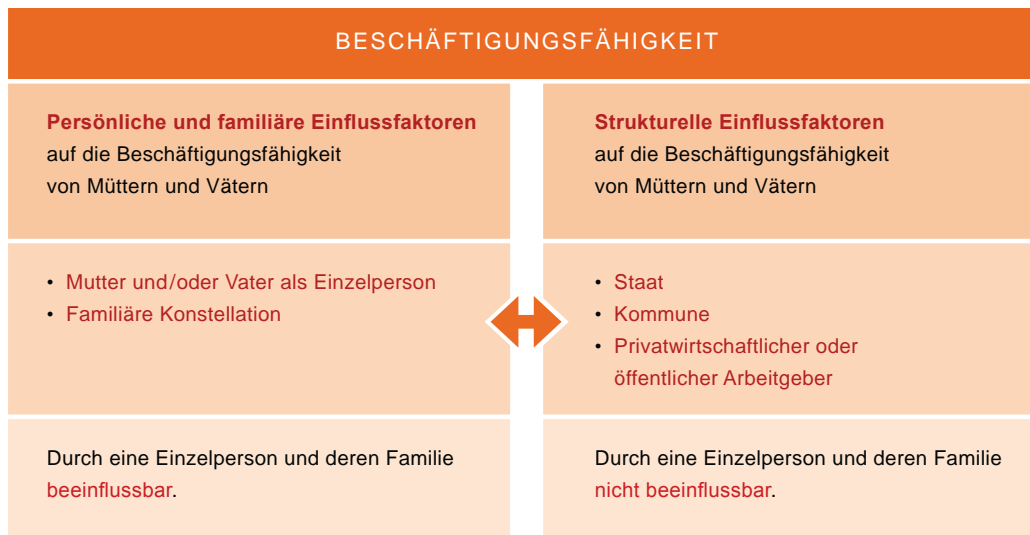 BESCHÄFTIGUNGSFÄHIGKEIT
Persönliche und familiäre Einflussfaktoren
auf die Beschäftigungsfähigkeit
von Müttern und Vätern
• Mutter und/oder Vater als Einzelperson
• Familiäre Konstellation
Durch eine Einzelperson und deren Familie
beeinflussbar.
Strukturelle Einflussfaktoren
auf die Beschäftigungsfähigkeit
von Müttern und Vätern
• Staat
• Kommune
• Privatwirtschaftlicher oder
öffentlicher Arbeitgeber
Durch eine Einzelperson und deren Familie
nicht beeinflussbar.